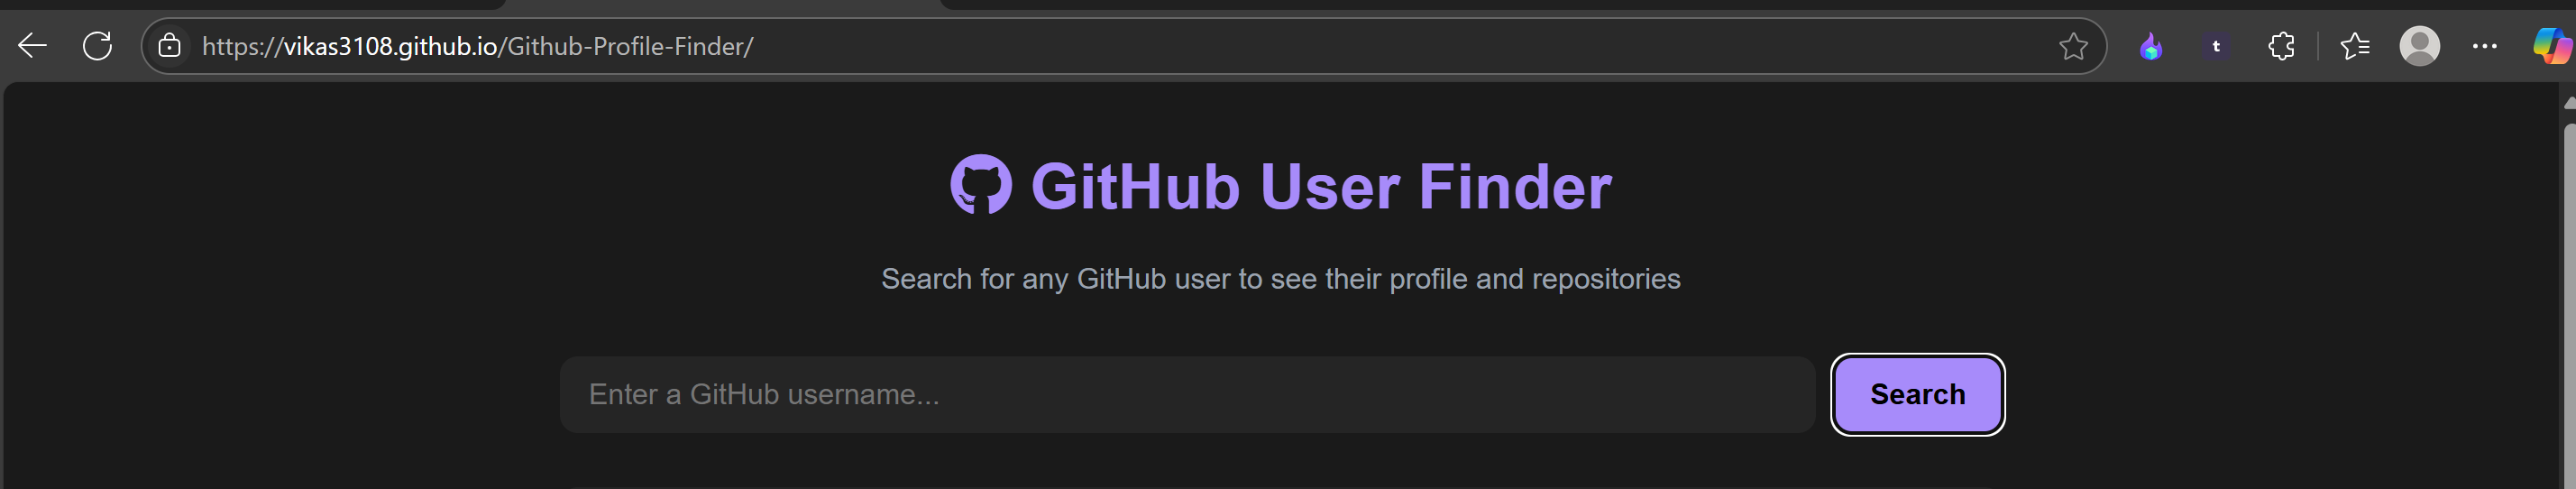 https://vikas3108.github.io/Github-Profile-Finder/
t
GitHub User Finder
Search for any GitHub user to see their profile and repositories
Enter a GitHub username...
Search